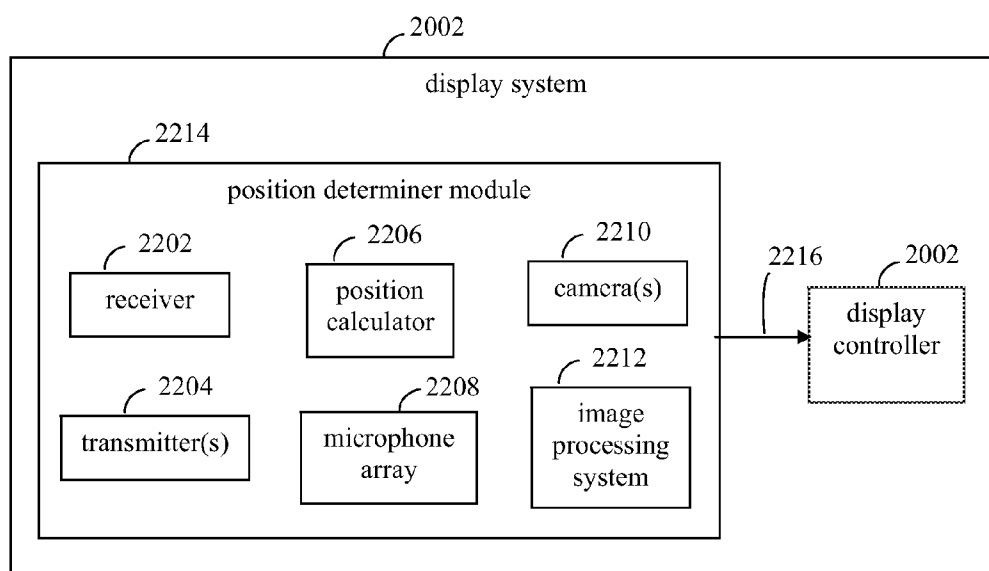 2002
display system
2214
position determiner module
2202
receiver
2206
position
calculator
2210
camera(s)
2216
2002
display
controller
2204
transmitter(s)
2208
microphone
array
2212
image
processing
system